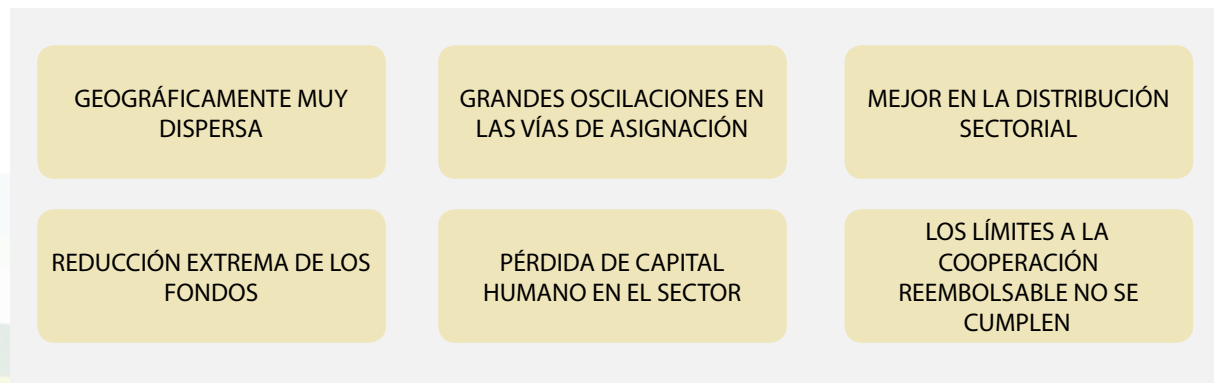 GEOGRÁFICAMENTE MUY
DISPERSA
GRANDES OSCILACIONES EN
LAS VÍAS DE ASIGNACIÓN
MEJOR EN LA DISTRIBUCIÓN
SECTORIAL
REDUCCIÓN EXTREMA DE LOS
FONDOS
PÉRDIDA DE CAPITAL
HUMANO EN EL SECTOR
LOS LÍMITES A LA
COOPERACIÓN
REEMBOLSABLE NO SE
CUMPLEN